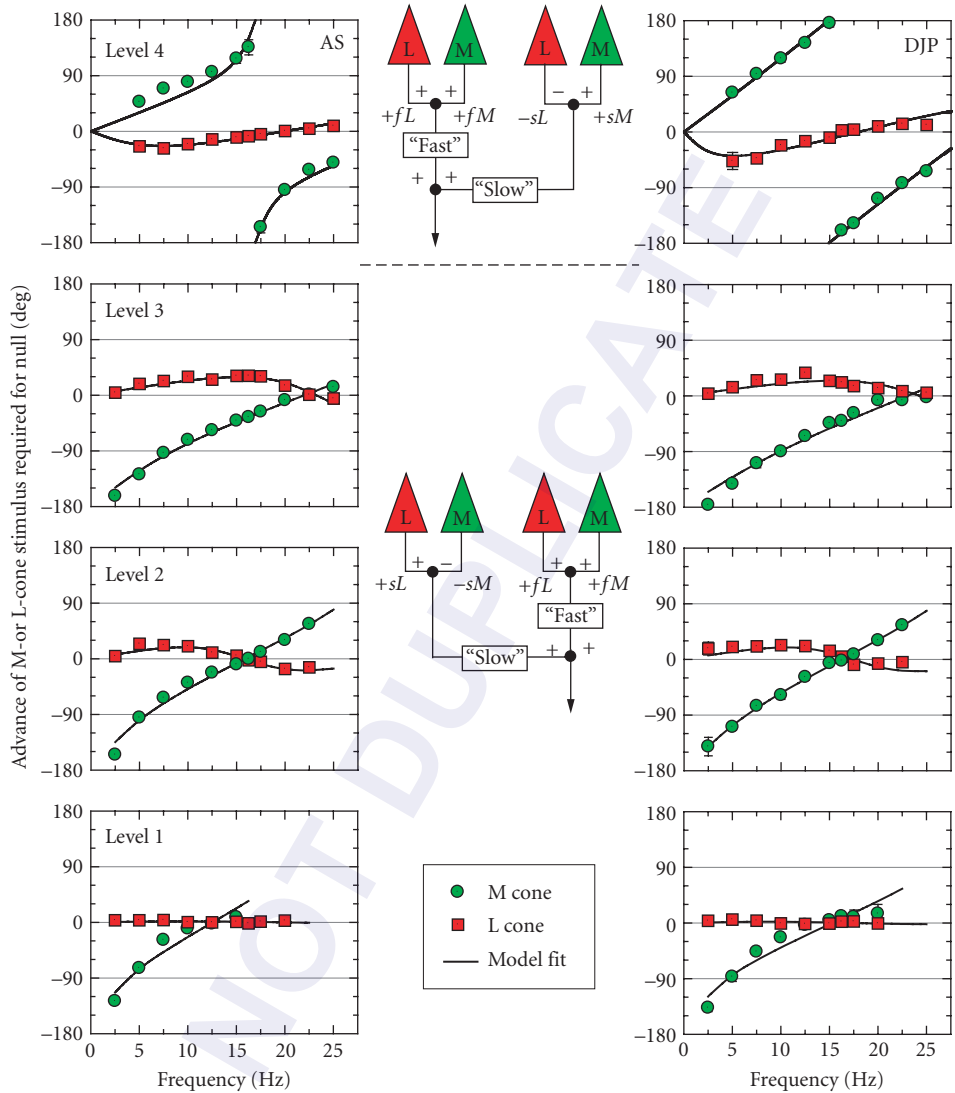 180
90
0
−90
−180
Level 4
AS
L
M
L
M
+
+
−
+
+fL
+fM
−sL
+sM
"Fast"
+
+
"Slow"
DJP
180
90
0
−90
−180
180
90
0
−90
−180
Level 3
180
90
0
−90
−180
Advance of M-or L-cone stimulus required for null (deg)
L
M
L
M
+
−
+
+
+sL
−sM
+fL
+fM
"Fast"
"Slow"
+
+
180
90
0
−90
−180
Level 2
180
90
0
−90
−180
180
90
0
−90
−180
Level 1
0
5
10
15
20
25
Frequency (Hz)
M cone
L cone
Model fit
180
90
0
−90
−180
0
5
10
15
20
25
Frequency (Hz)
NOT DUPLICATE